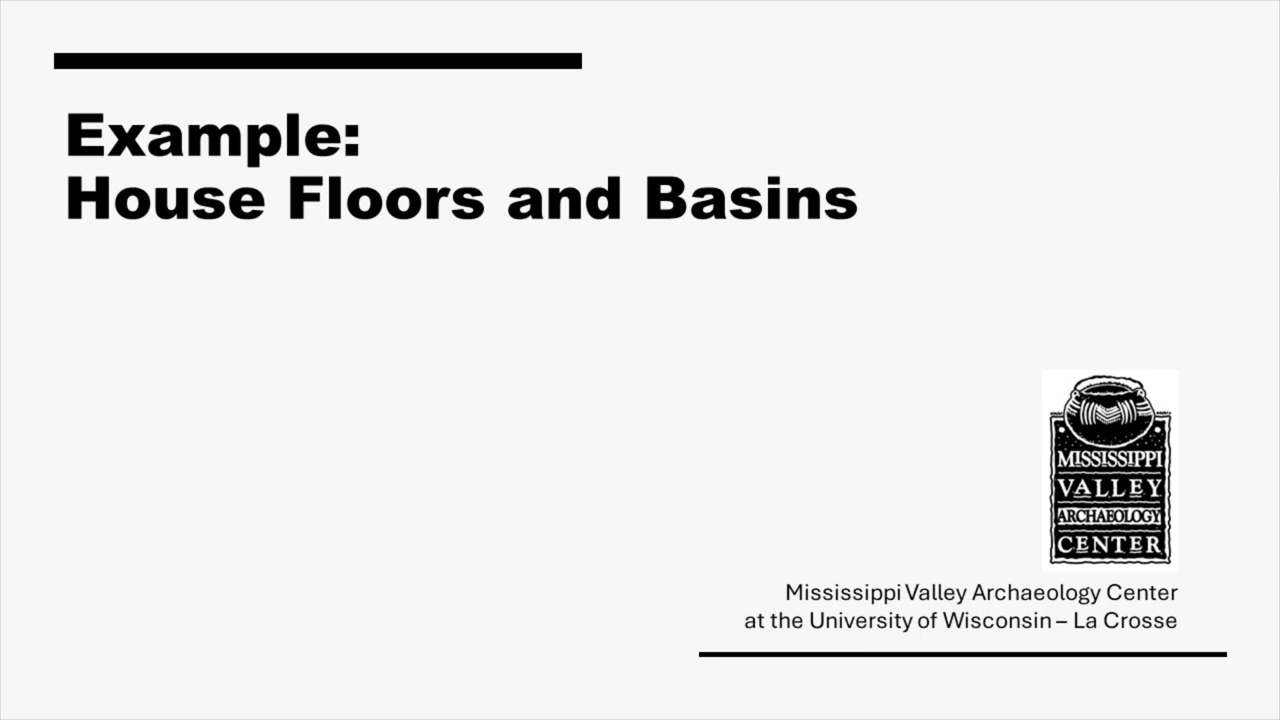 Example:
House Floors and Basins
MISSISSIPPI
VALLEY
ARCHAEOLOGY
CENTER
Mississippi Valley Archaeology Center
at the University of Wisconsin – La Crosse